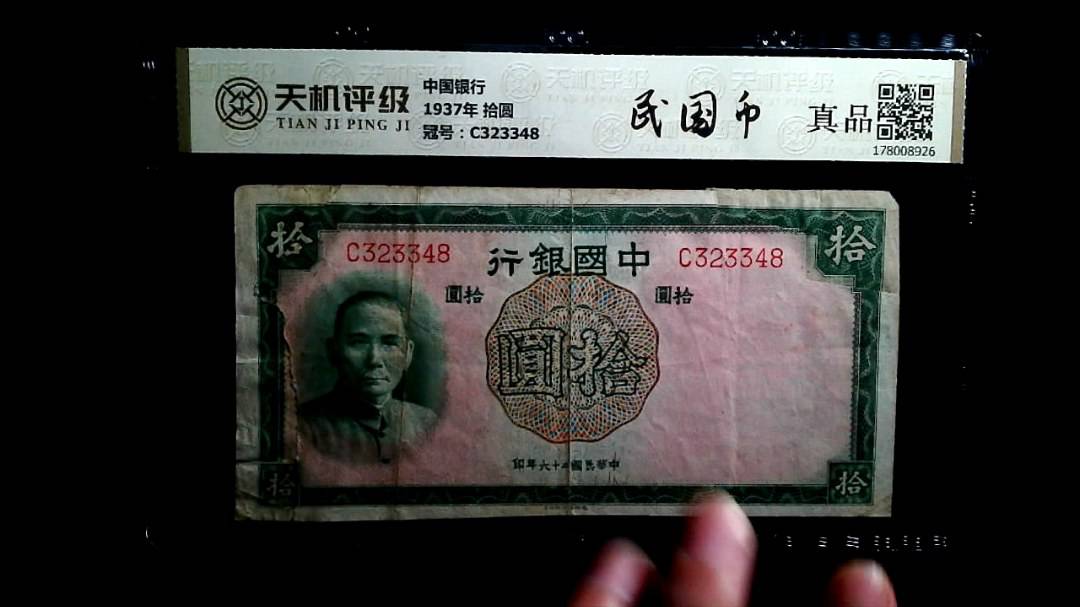 天机评级
TIAN JI PING JI
中国银行
1937年 拾圆
冠号：C323348
民国币
真品
178008926
拾
拾
C323348
中國銀行
C323348
拾圓
拾圓
拾圓
中華民國二十六年印
拾
拾